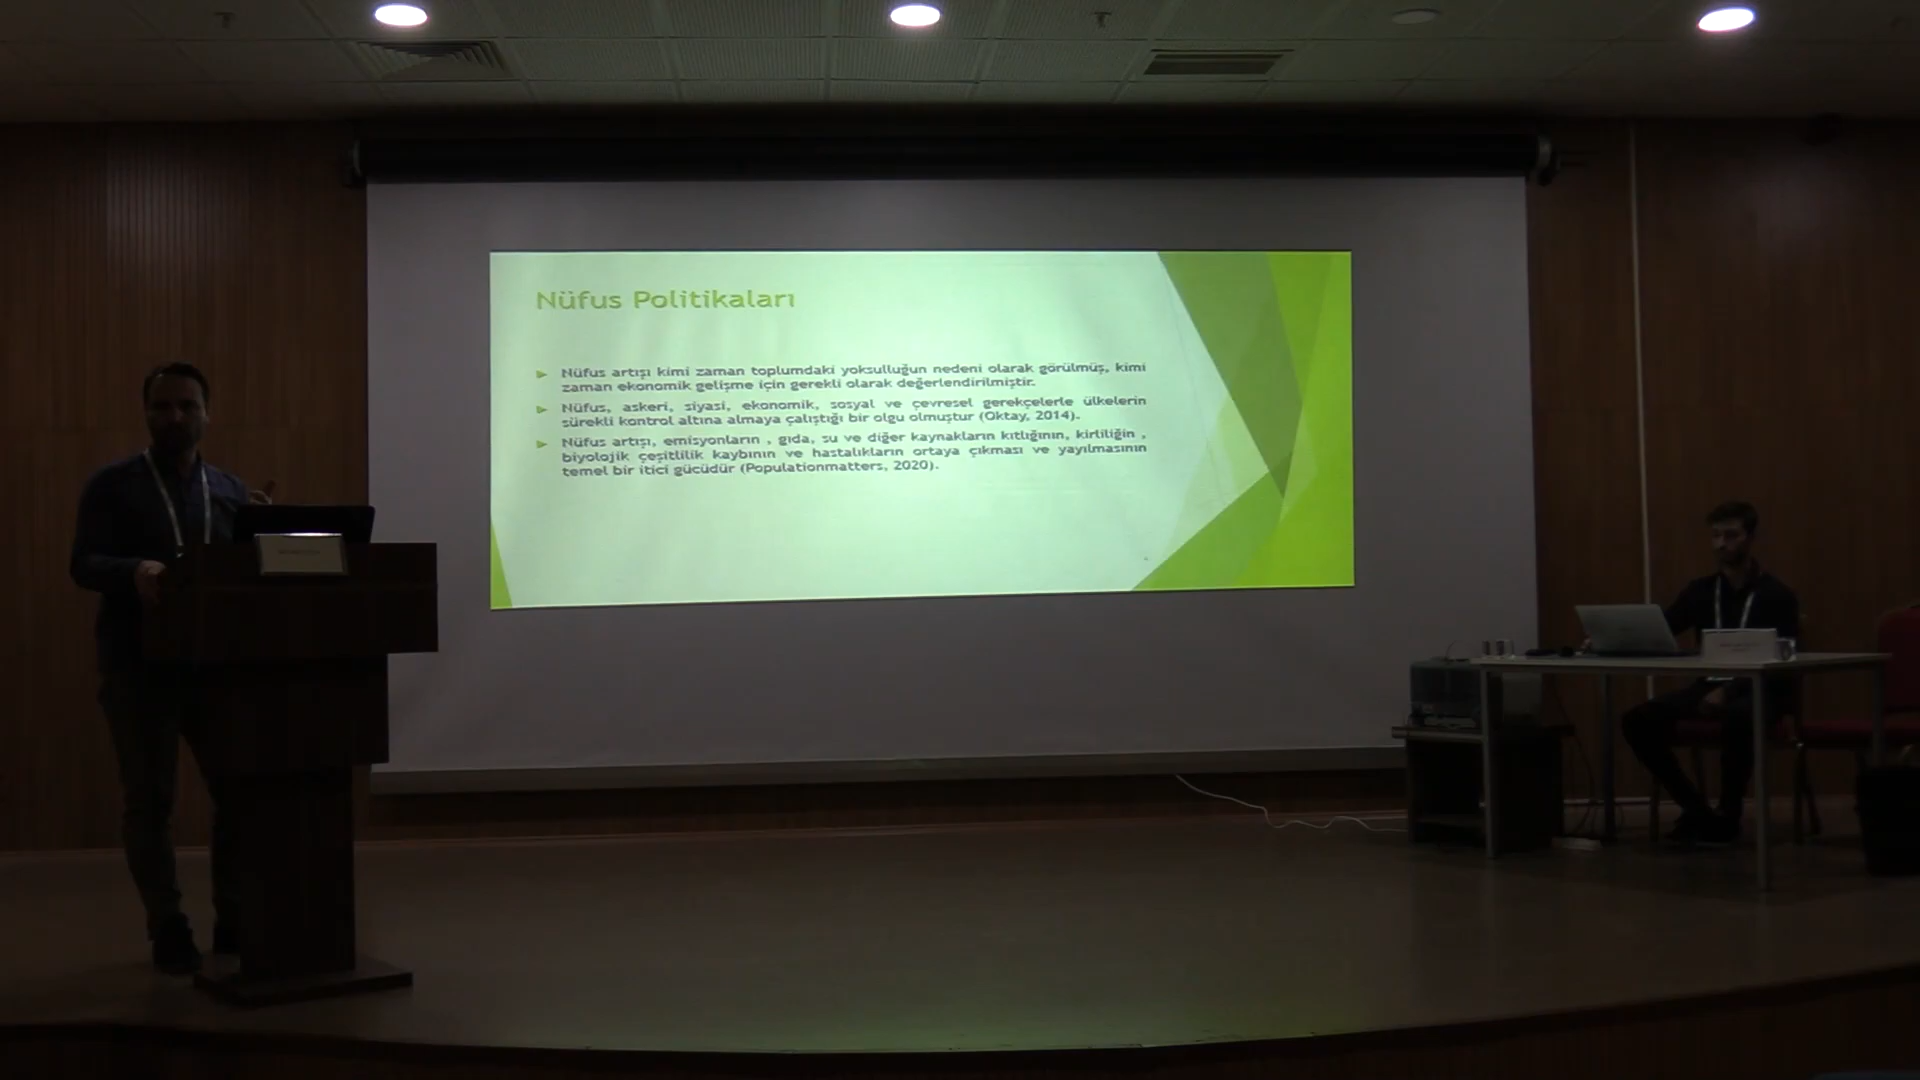 Nüfus Politikaları
Nüfus artışı kimi zaman toplumdaki yoksulluğun nedeni olarak görülmüş, kimi
zaman ekonomik gelişme için gerekli olarak değerlendirilmiştir.
Nüfus, askeri, siyasi, ekonomik, sosyal ve çevresel gerekçelerle ülkelerin
sürekli kontrol altına almaya çalıştığı bir olgu olmuştur (Oktay, 2014).
Nüfus artışı, emisyonların , gıda, su ve diğer kaynakların kıtlığının, kirliliğin ,
biyolojik çeşitlilik kaybının ve hastalıkların ortaya çıkması ve yayılmasının
temel bir itici gücüdür (Populationmatters, 2020).